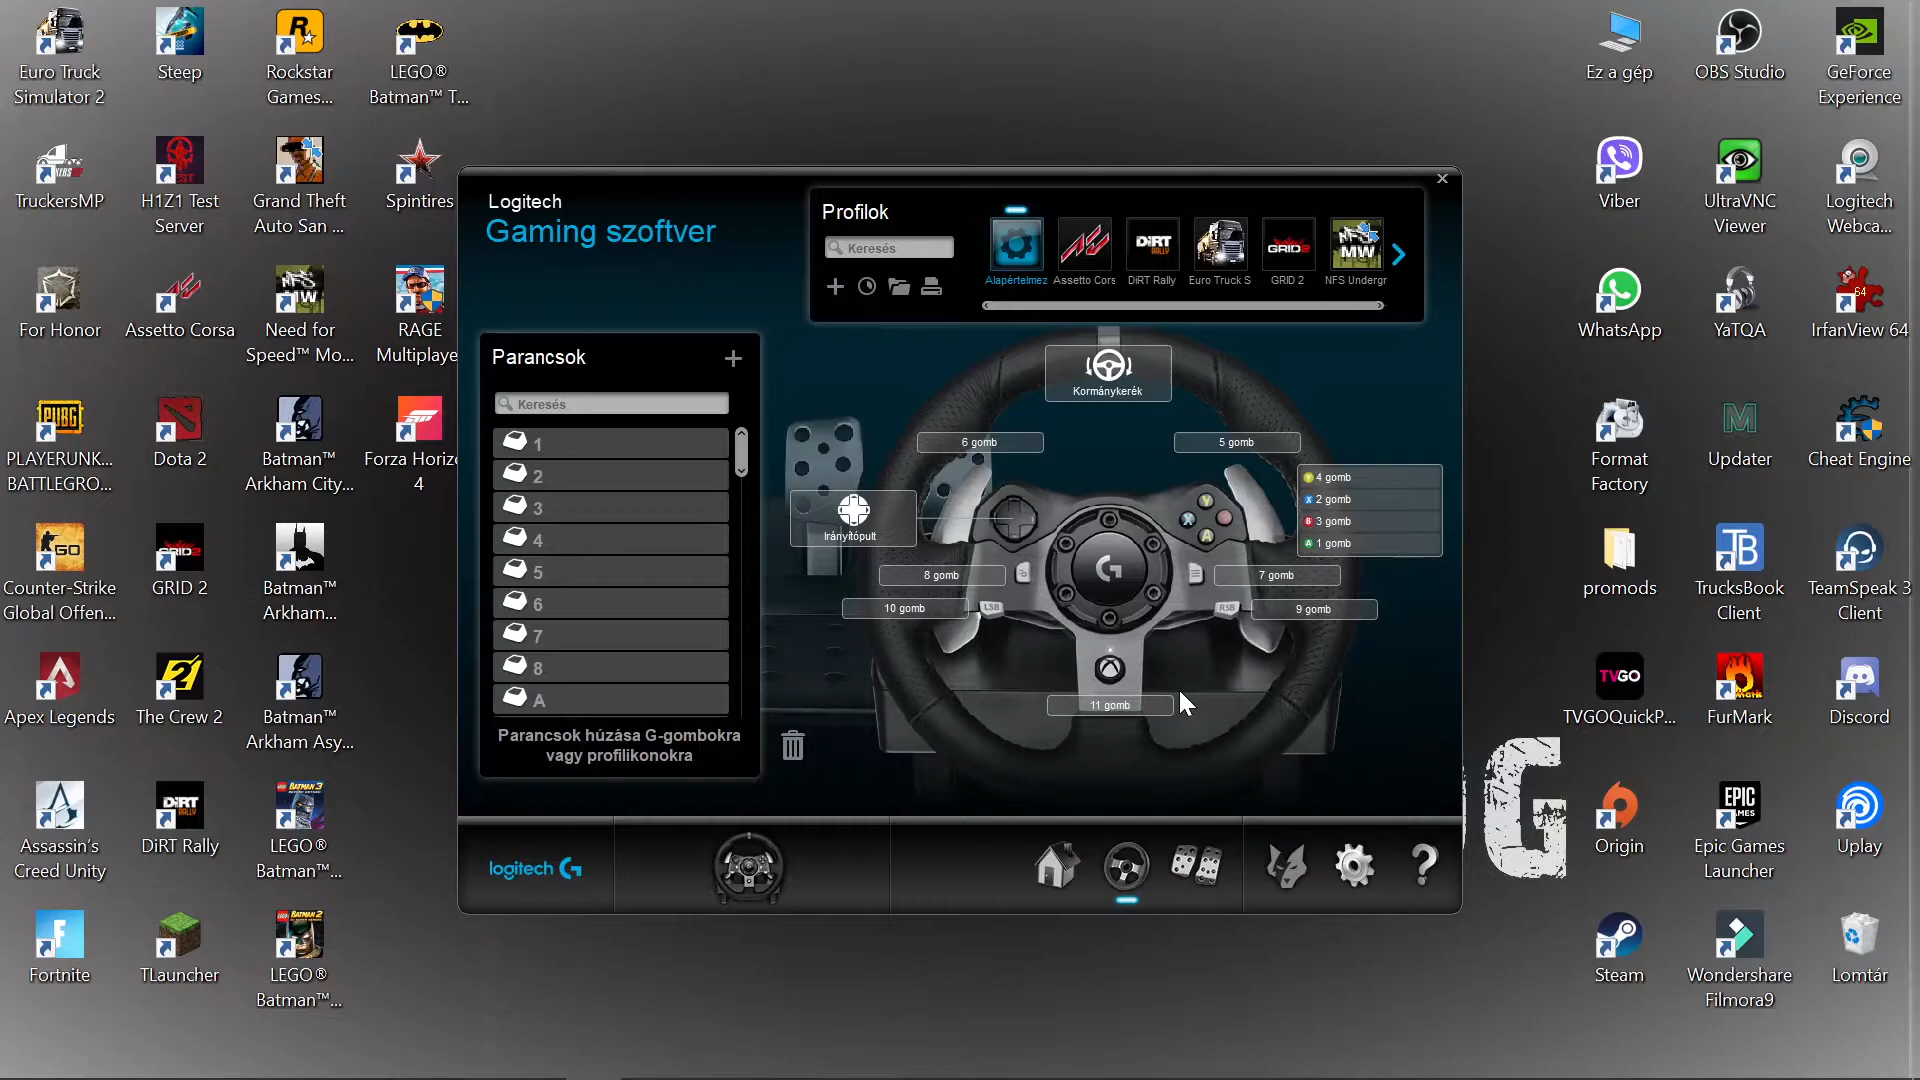 Euro Truck
Simulator 2
Steep
Rockstar
Games...
LEGO®
Batman™ T...
TruckersMP
H1Z1 Test
Server
Grand Theft
Auto San ...
Spintires
For Honor
Assetto Corsa
Need for
Speed™ Mo...
RAGE
Multiplaye
PLAYERUNK...
BATTLEGRO...
Dota 2
Batman™
Arkham City...
Forza Horizo
4
Counter-Strike
Global Offen...
GRID 2
Batman™
Arkham...
Apex Legends
The Crew 2
Batman™
Arkham Asy...
Assassin's
Creed Unity
DiRT Rally
LEGO®
Batman™...
Fortnite
TLauncher
LEGO®
Batman™...
Logitech
Gaming szoftver
Profilok
Keresés
Alapértelmez
Assetto Cors
DiRT Rally
Euro Truck S
GRID 2
NFS Undergr
Parancsok
Keresés
1
2
3
4
5
6
7
8
A
Parancsok húzása G-gombokra
vagy profilikonokra
Kormánykerék
6 gomb
5 gomb
Y 4 gomb
X 2 gomb
B 3 gomb
A 1 gomb
Irányítópult
8 gomb
7 gomb
10 gomb
LSB
RSB
9 gomb
11 gomb
logitech G
Ez a gép
OBS Studio
GeForce
Experience
Viber
UltraVNC
Viewer
Logitech
Webca...
WhatsApp
YaTQA
IrfanView 64
Format
Factory
Updater
Cheat Engine
promods
TrucksBook
Client
TeamSpeak 3
Client
TVGOQuickP...
FurMark
Discord
G
Origin
Epic Games
Launcher
Uplay
Steam
Wondershare
Filmora9
Lomtár